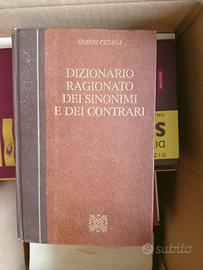 GIANNI CESANA
DIZIONARIO
RAGIONATO
DEI SINONIMI
E DEI CONTRARI
subito